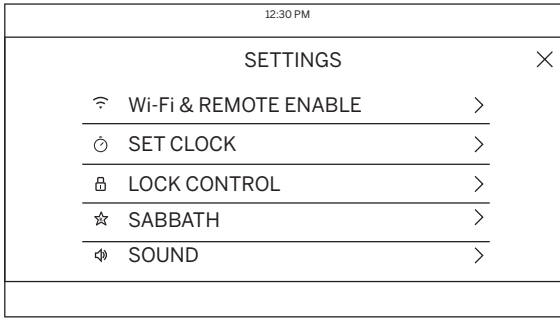 12:30 PM
SETTINGS
Wi-Fi & REMOTE ENABLE
SET CLOCK
LOCK CONTROL
SABBATH
SOUND